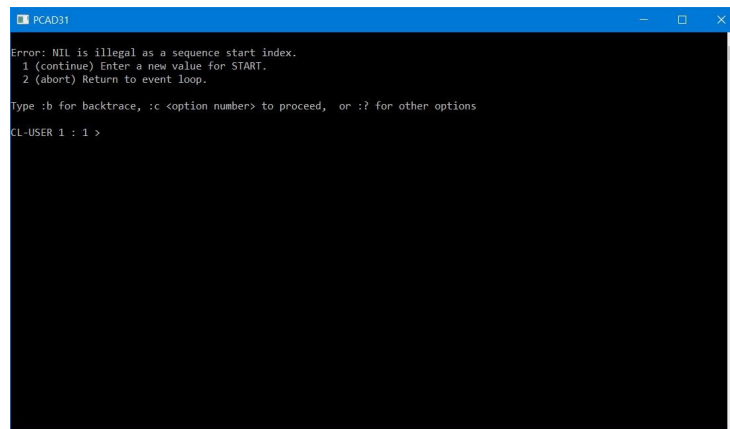 PCAD31
Error: NIL is illegal as a sequence start index.
1 (continue) Enter a new value for START.
2 (abort) Return to event loop.
Type :b for backtrace, :c <option number> to proceed, or :? for other options
CL-USER 1 : 1 >